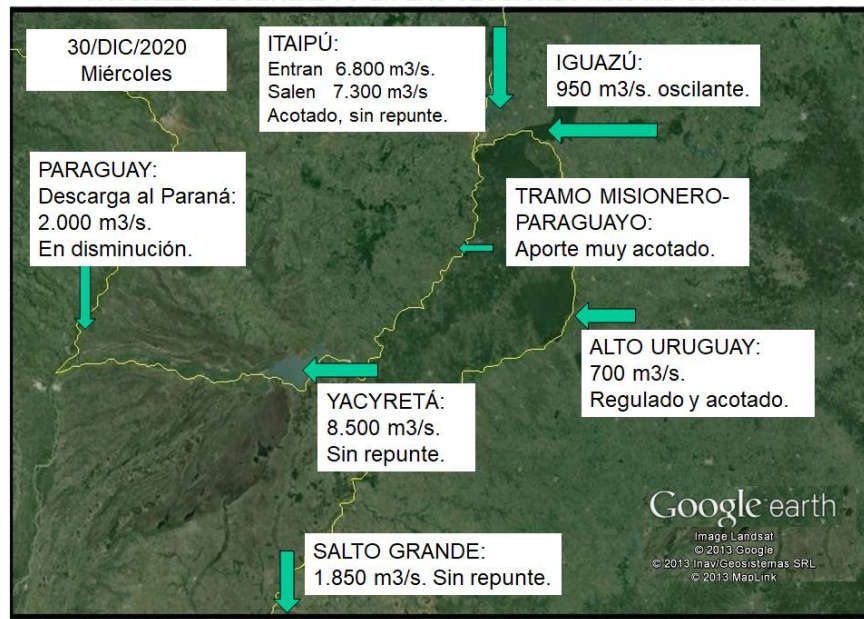 30/DIC/2020
Miércoles
ITAIPÚ:
Entran 6.800 m3/s.
Salen 7.300 m3/s
Acotado, sin repunte.
IGUAZÚ:
950 m3/s. oscilante.
PARAGUAY:
Descarga al Paraná:
2.000 m3/s.
En disminución.
TRAMO MISIONERO-
PARAGUAYO:
Aporte muy acotado.
ALTO URUGUAY:
700 m3/s.
Regulado y acotado.
YACYRETÁ:
8.500 m3/s.
Sin repunte.
SALTO GRANDE:
1.850 m3/s. Sin repunte.
Google earth
Image Landsat
© 2013 Google
© 2013 Inav/Geosistemas SRL
© 2013 MapLink